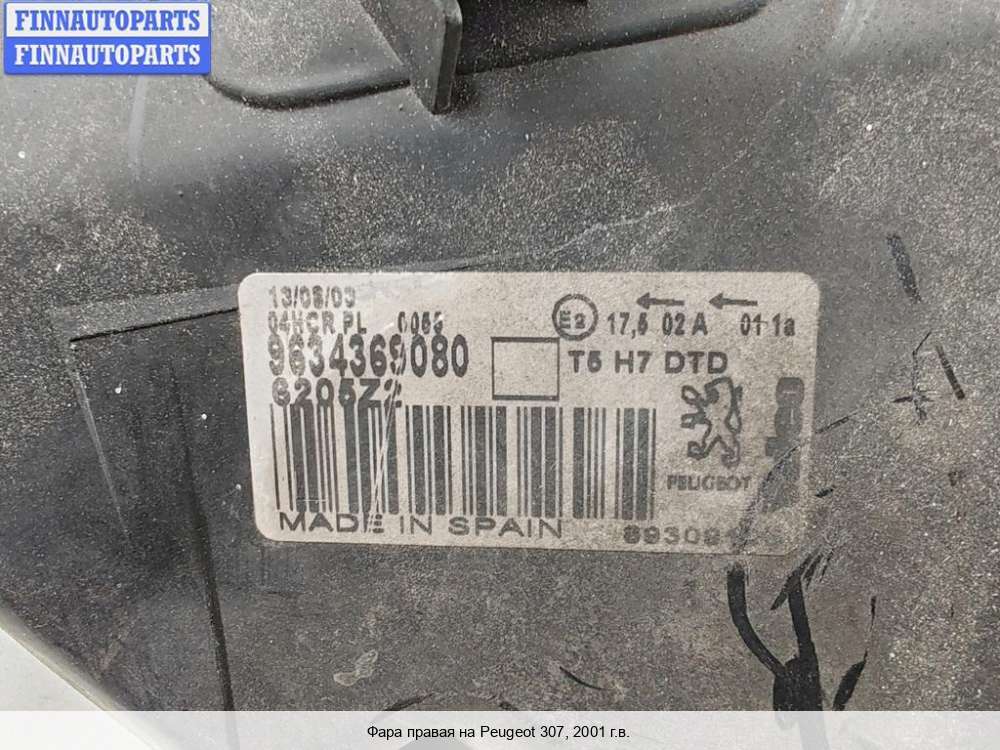 FINNAUTOPARTS
FINNAUTOPARTS
13/08/03
04HCR PL 0055
E2 17,5 02 A 01 1a
9634369080
T5 H7 DTD
6205Z2
PEUGEOT
MADE IN SPAIN
Фара правая на Peugeot 307, 2001 г.в.